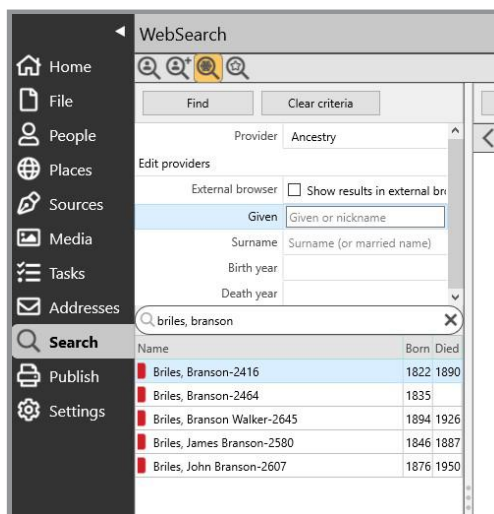 WebSearch
Home
File
People
Places
Sources
Media
Tasks
Addresses
Search
Publish
Settings
Find Clear criteria
Provider Ancestry
Edit providers
External browser Show results in external
Given Given or nickname
Surname Surname (or married name)
Birth year
Death year
briles, branson
Name Born Died
Briles, Branson-2416 1822 1890
Briles, Branson-2464 1835
Briles, Branson Walker-2645 1894 1926
Briles, James Branson-2580 1846 1887
Briles, John Branson-2607 1876 1950